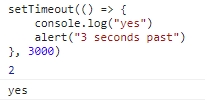 setTimeout(() => {
    console.log("yes")
    alert("3 seconds past")
}, 3000)
2
yes